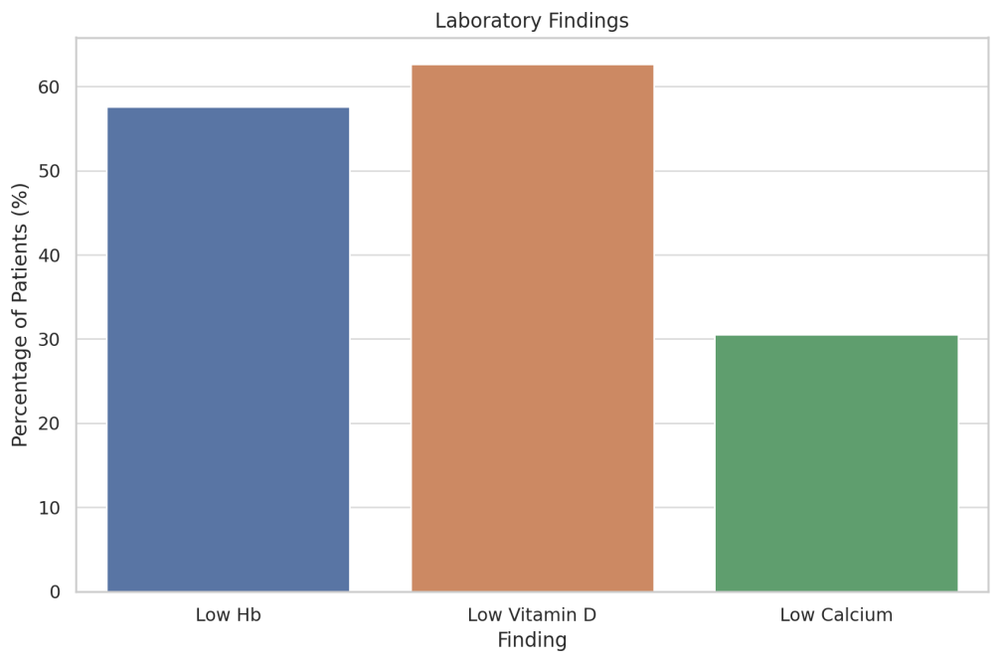 Laboratory Findings
Percentage of Patients (%)
60
50
40
30
20
10
0
Low Hb
Low Vitamin D
Low Calcium
Finding